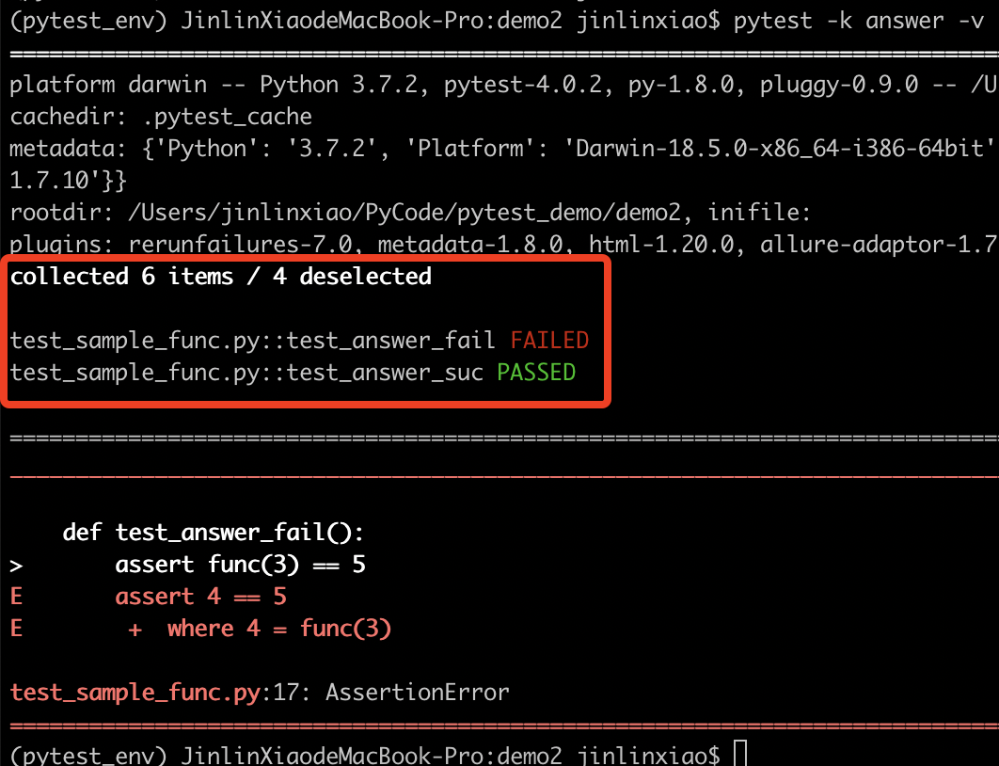 (pytest_env) JinlinXiaodeMacBook-Pro:demo2 jinlinxiao$ pytest -k answer -v
platform darwin -- Python 3.7.2, pytest-4.0.2, py-1.8.0, pluggy-0.9.0 -- /U
cachedir: .pytest_cache
metadata: {'Python': '3.7.2', 'Platform': 'Darwin-18.5.0-x86_64-i386-64bit'
1.7.10'}}
rootdir: /Users/jinlinxiao/PyCode/pytest_demo/demo2, inifile:
plugins: rerunfailures-7.0, metadata-1.8.0, html-1.20.0, allure-adaptor-1.7
collected 6 items / 4 deselected
test_sample_func.py::test_answer_fail FAILED
test_sample_func.py::test_answer_suc PASSED
def test_answer_fail():
> assert func(3) == 5
E assert 4 == 5
E + where 4 = func(3)
test_sample_func.py:17: AssertionError
(pytest_env) JinlinXiaodeMacBook-Pro:demo2 jinlinxiao$